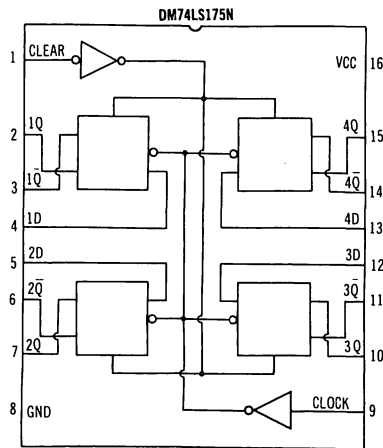 DM74LS175N
1 CLEAR
VCC 16
2 1Q
4Q 15
3 1Q̅
4Q̅ 14
4 1D
4D 13
5 2D
3D 12
6 2Q̅
3Q̅ 11
7 2Q
3Q 10
8 GND
CLOCK 9